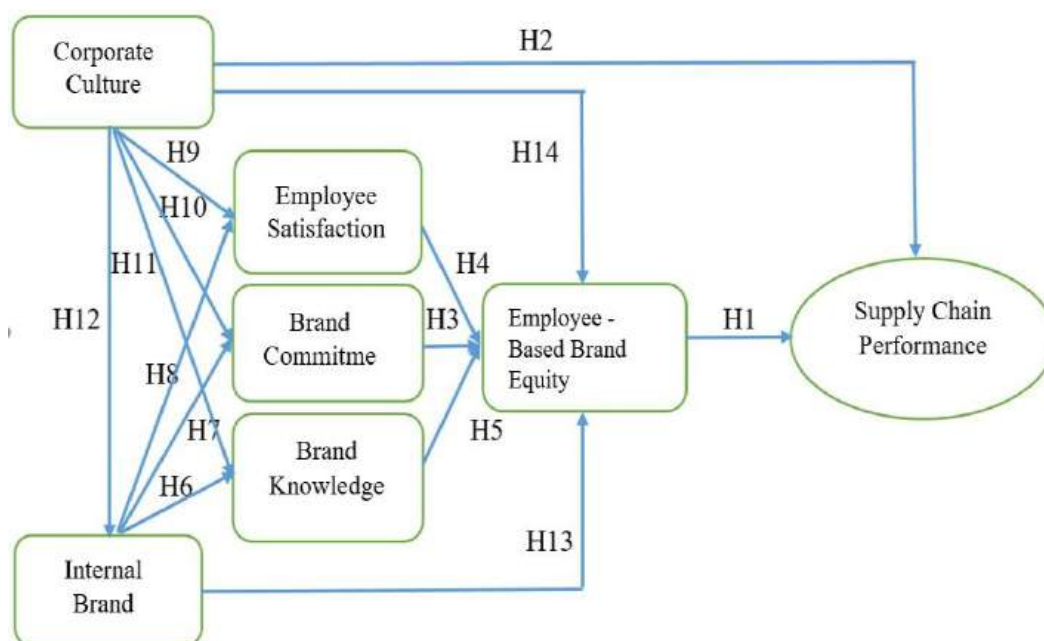 Corporate
Culture
H2
H9
H14
H10
Employee
Satisfaction
H11
H4
H12
H3
Brand
Commitme
Employee -
Based Brand
Equity
H1
Supply Chain
Performance
H8
H7
H5
Brand
Knowledge
H6
H13
Internal
Brand